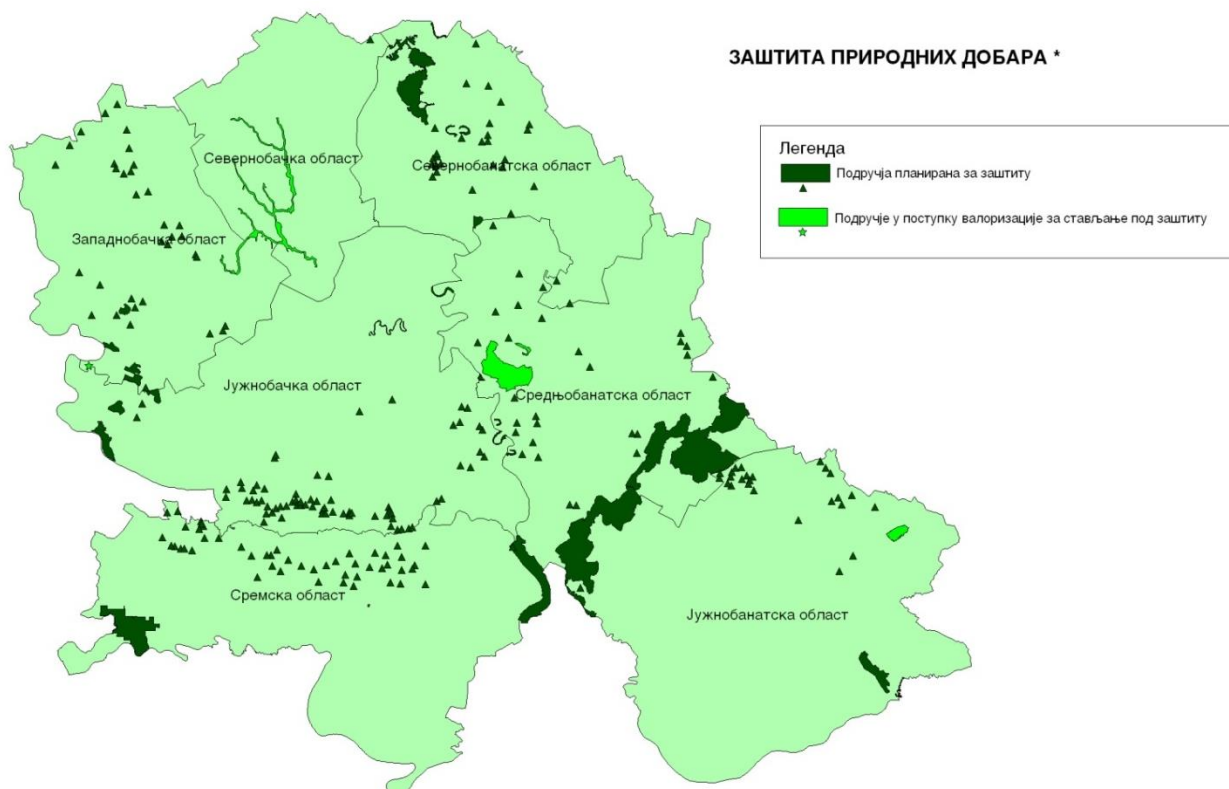 ЗАШТИТА ПРИРОДНИХ ДОБАРА *
Легенда
Подручја планирана за заштиту
Подручје у поступку валоризације за стављање под заштиту
Севернобачка област
Севернобанатска област
Западнобачка област
Јужнобачка област
Средњобанатска област
Сремска област
Јужнобанатска област